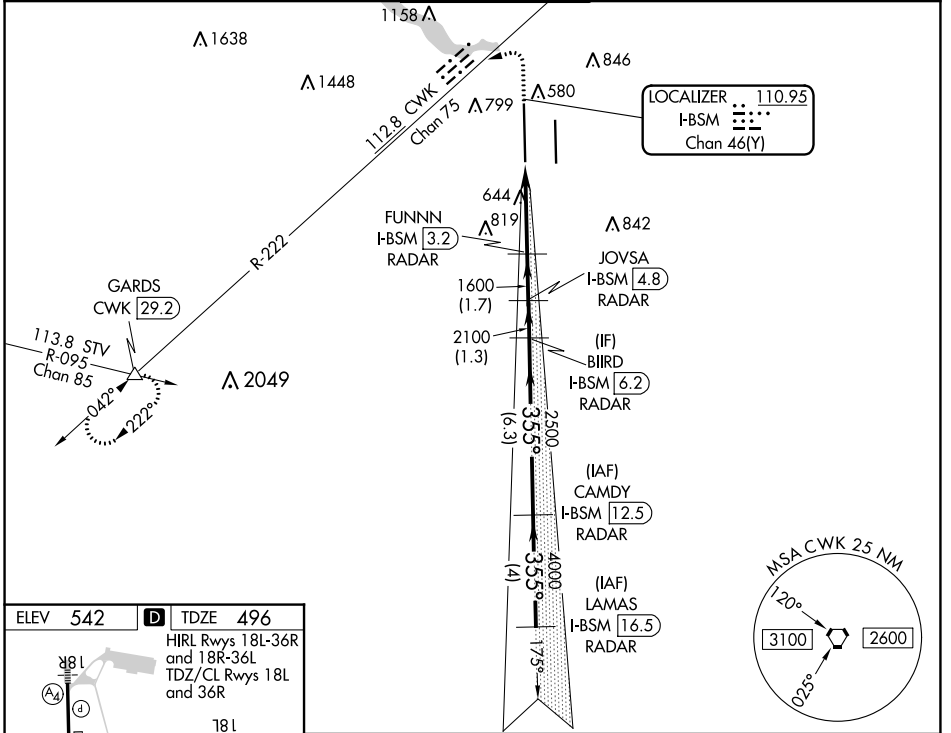 1158
1638
1448
846
580
799
112.8 CWK
Chan 75
LOCALIZER 110.95
I-BSM
Chan 46(Y)
644
819
842
FUNNN
I-BSM 3.2
RADAR
JOVSA
I-BSM 4.8
RADAR
R-222
1600
(1.7)
GARDS
CWK 29.2
2100
(1.3)
(IF)
BIIRD
I-BSM 6.2
RADAR
113.8 STV
R-095
Chan 85
2049
042°
222°
355°
2500
(6.3)
(IAF)
CAMDY
I-BSM 12.5
RADAR
355°
4000
(4)
(IAF)
LAMAS
I-BSM 16.5
RADAR
175°
MSA CWK 25 NM
120°
3100
2600
025°
ELEV 542 D TDZE 496
HIRL Rwys 18L-36R
and 18R-36L
TDZ/CL Rwys 18L
and 36R
18R
A4
P
18L